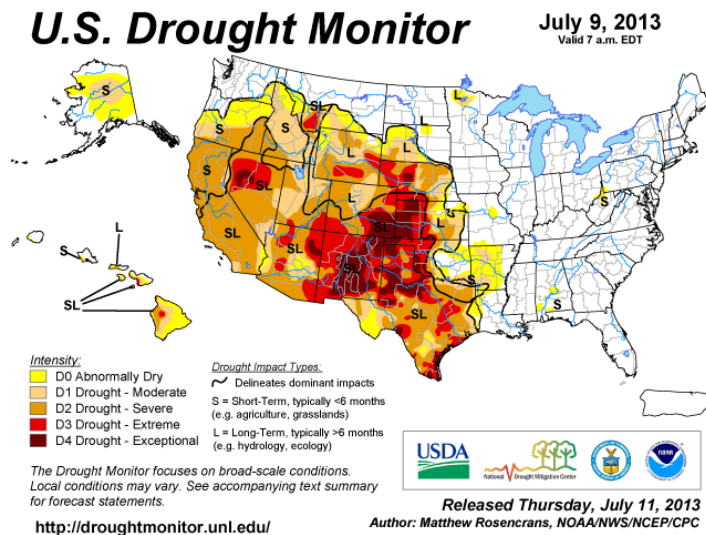 U.S. Drought Monitor
July 9, 2013
Valid 7 a.m. EDT
S
SL
L
S
S
L
L
S
SL
L
SL
L
S
S
L
SL
SL
SL
SL
S
S
SL
SL
Intensity:
D0 Abnormally Dry
D1 Drought - Moderate
D2 Drought - Severe
D3 Drought - Extreme
D4 Drought - Exceptional
Drought Impact Types:
Delineates dominant impacts
S = Short-Term, typically <6 months
(e.g. agriculture, grasslands)
L = Long-Term, typically >6 months
(e.g. hydrology, ecology)
USDA
National Drought Mitigation Center
NOAA
The Drought Monitor focuses on broad-scale conditions.
Local conditions may vary. See accompanying text summary
for forecast statements.
http://droughtmonitor.unl.edu/
Released Thursday, July 11, 2013
Author: Matthew Rosencrans, NOAA/NWS/NCEP/CPC